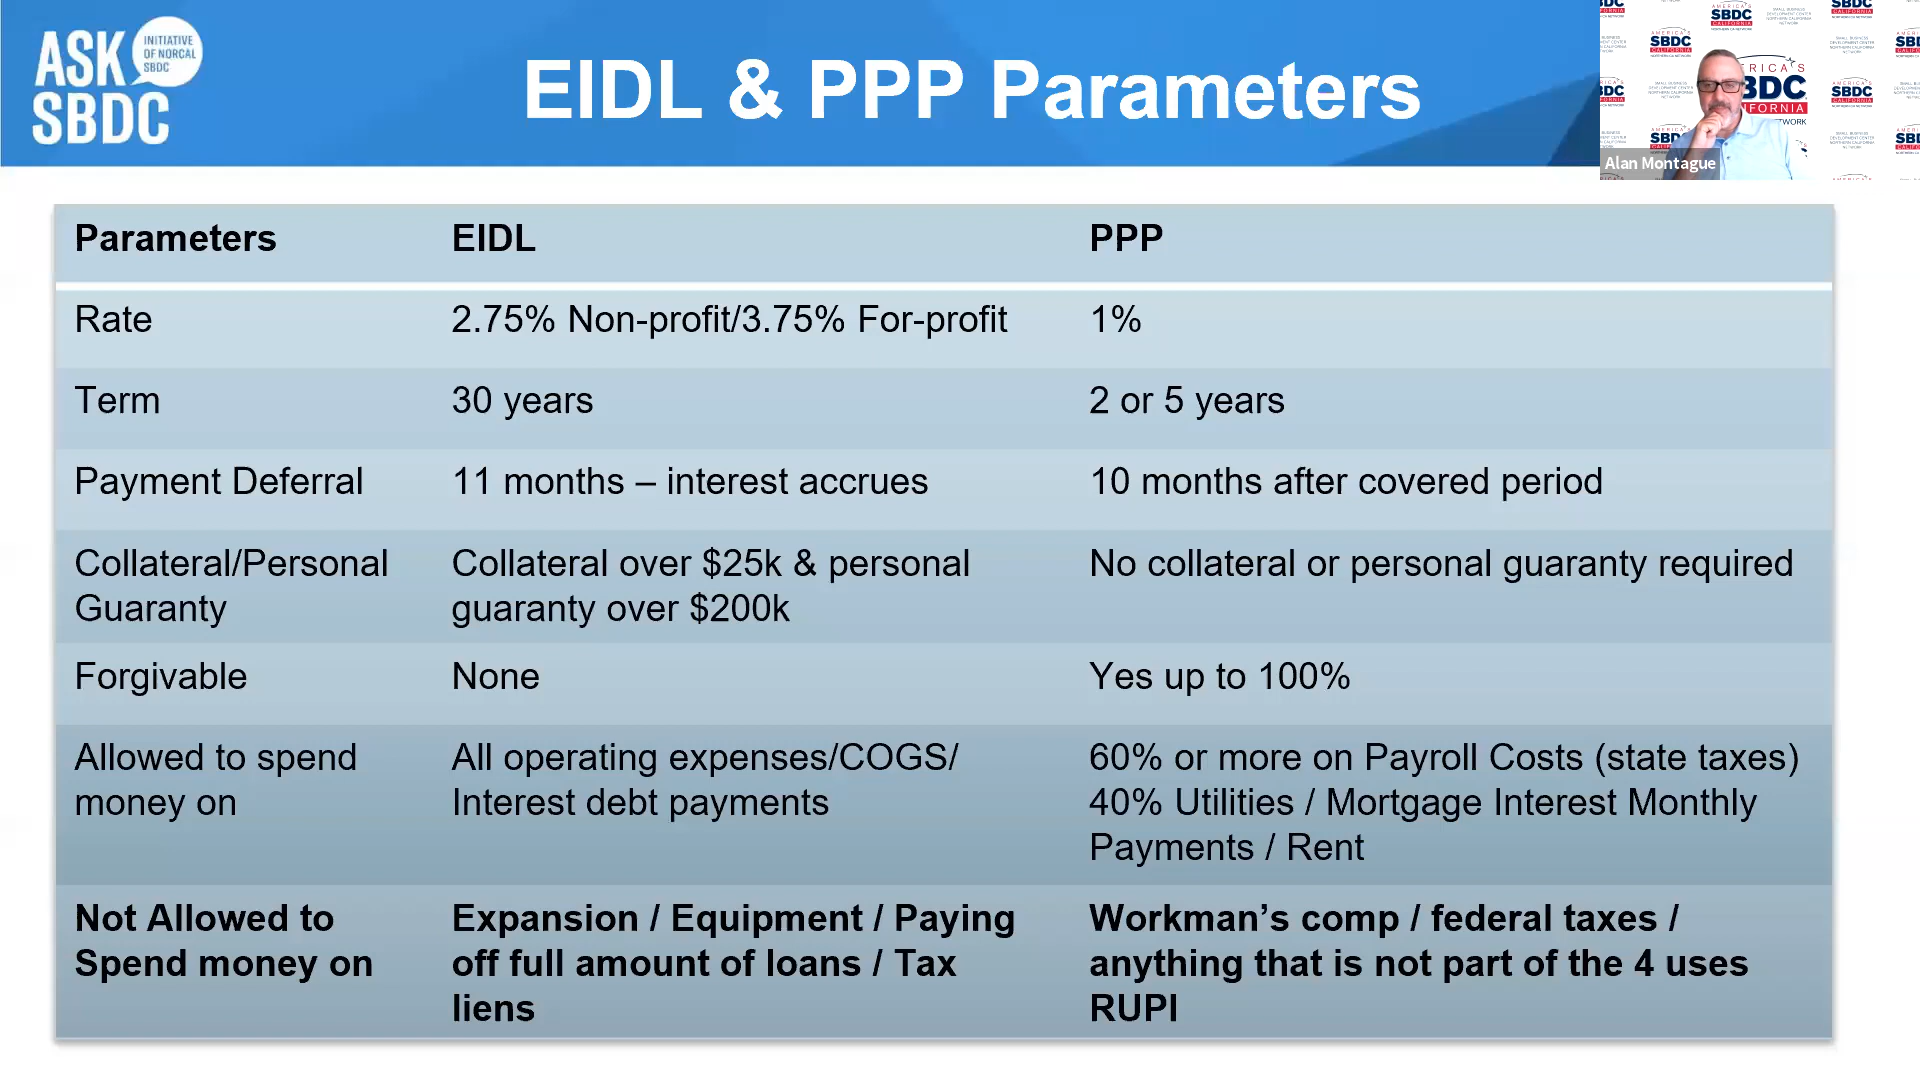 ASK
SBDC
INITIATIVE
OF NORCAL
SBDC
EIDL & PPP Parameters
Alan Montague
Parameters EIDL PPP
Rate 2.75% Non-profit/3.75% For-profit 1%
Term 30 years 2 or 5 years
Payment Deferral 11 months – interest accrues 10 months after covered period
Collateral/Personal Collateral over $25k & personal No collateral or personal guaranty required
Guaranty guaranty over $200k
Forgivable None Yes up to 100%
Allowed to spend All operating expenses/COGS/ 60% or more on Payroll Costs (state taxes)
money on Interest debt payments 40% Utilities / Mortgage Interest Monthly
Payments / Rent
Not Allowed to Expansion / Equipment / Paying Workman’s comp / federal taxes /
Spend money on off full amount of loans / Tax anything that is not part of the 4 uses
liens RUPI